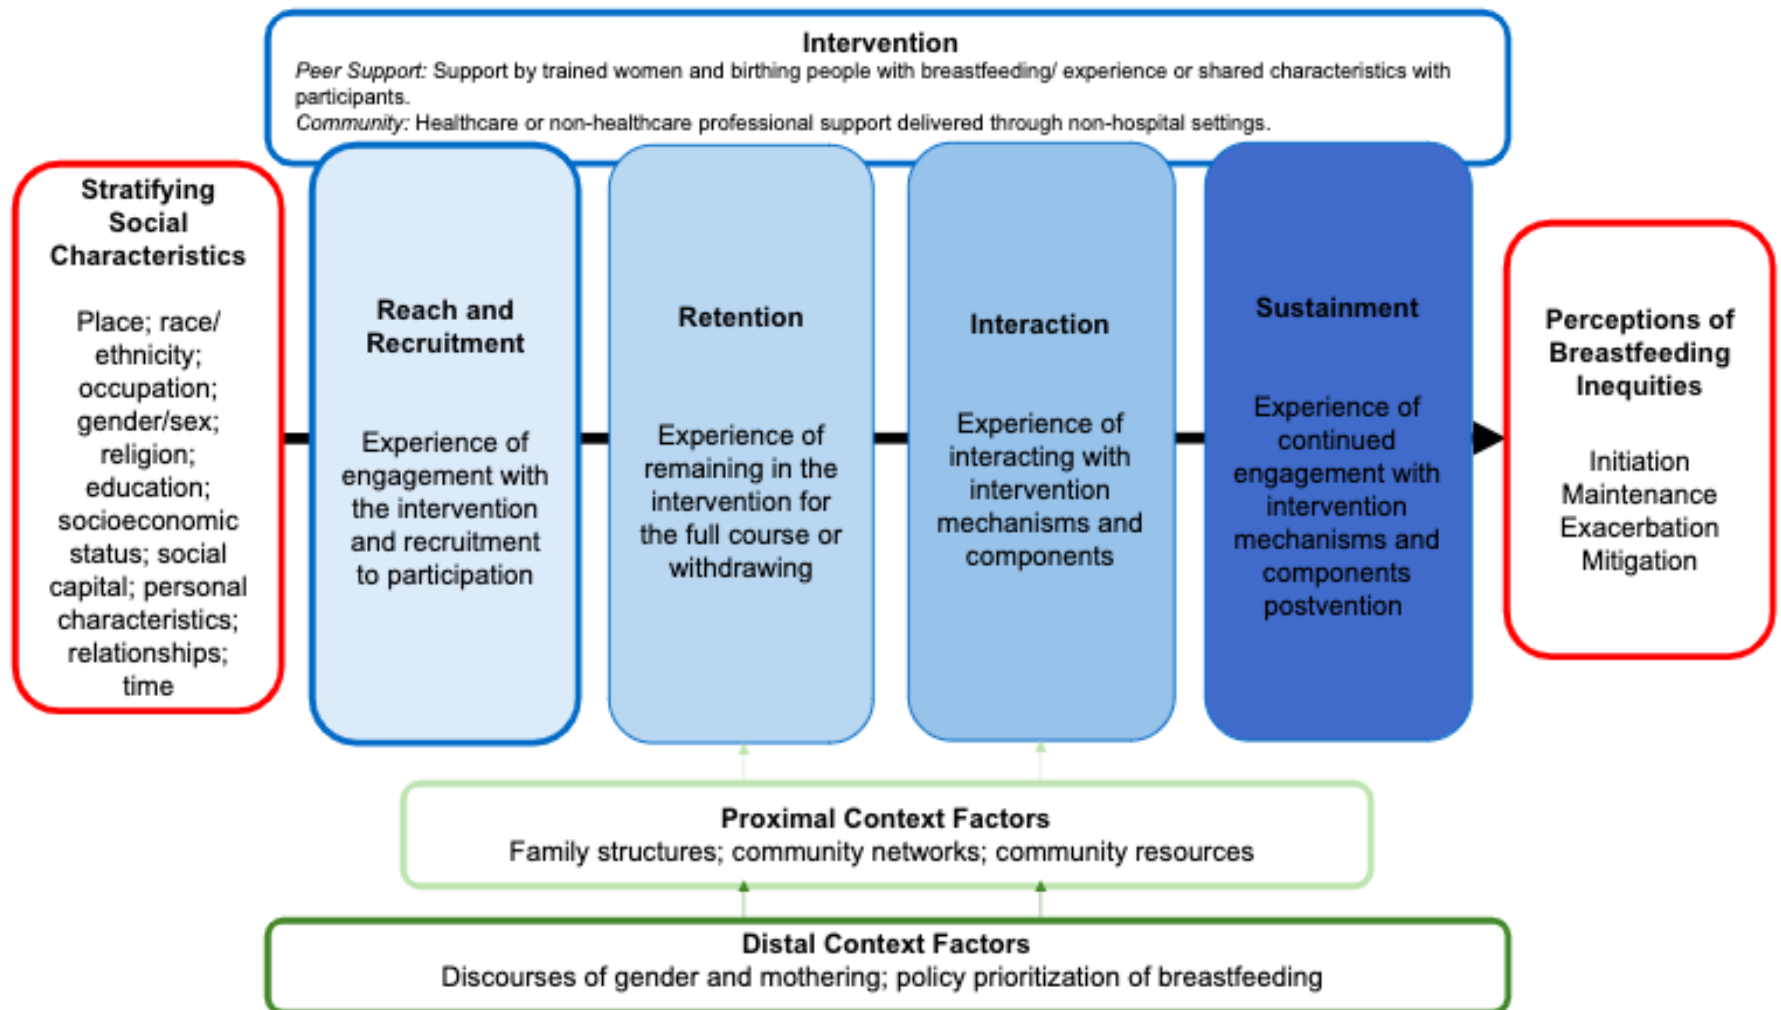 Intervention
Peer Support: Support by trained women and birthing people with breastfeeding/ experience or shared characteristics with
participants.
Community: Healthcare or non-healthcare professional support delivered through non-hospital settings.
Stratifying
Social
Characteristics
Place; race/
ethnicity;
occupation;
gender/sex;
religion;
education;
socioeconomic
status; social
capital; personal
characteristics;
relationships;
time
Reach and
Recruitment
Experience of
engagement with
the intervention
and recruitment
to participation
Retention
Experience of
remaining in the
intervention for
the full course or
withdrawing
Interaction
Experience of
interacting with
intervention
mechanisms and
components
Sustainment
Experience of
continued
engagement with
intervention
mechanisms and
components
postvention
Perceptions of
Breastfeeding
Inequities
Initiation
Maintenance
Exacerbation
Mitigation
Proximal Context Factors
Family structures; community networks; community resources
Distal Context Factors
Discourses of gender and mothering; policy prioritization of breastfeeding